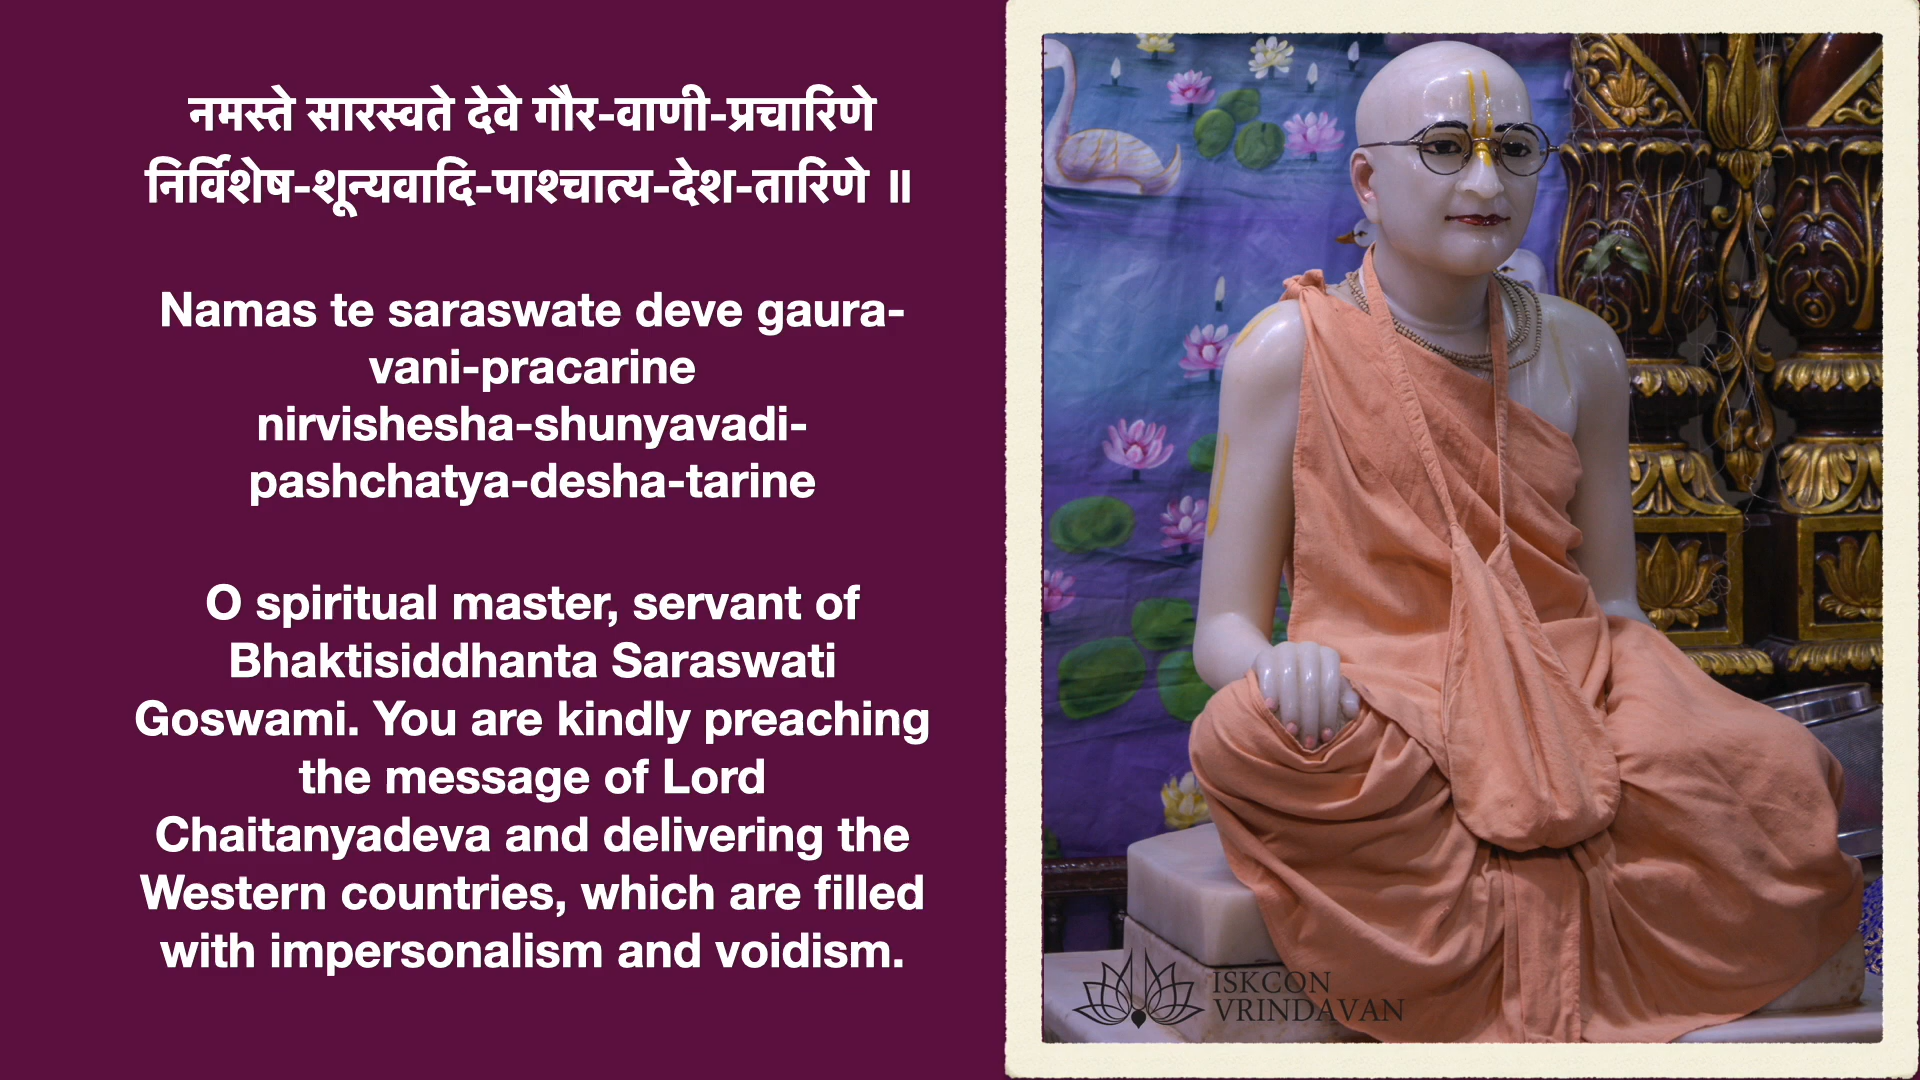 नमस्ते सारस्वते देवे गौर-वाणी-प्रचारिणे
निर्विशेष-शून्यवादि-पाश्चात्य-देश-तारिणे ॥
Namas te saraswate deve gaura-
vani-pracarine
nirvishesha-shunyavadi-
pashchatya-desha-tarine
O spiritual master, servant of
Bhaktisiddhanta Saraswati
Goswami. You are kindly preaching
the message of Lord
Chaitanyadeva and delivering the
Western countries, which are filled
with impersonalism and voidism.
ISKCON
VRINDAVAN